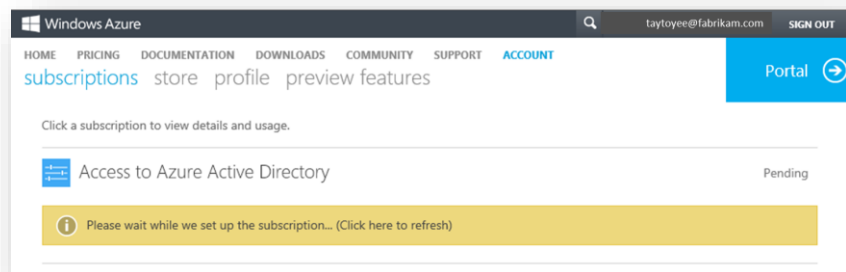 Windows Azure taytoyee@fabrikam.com SIGN OUT
HOME PRICING DOCUMENTATION DOWNLOADS COMMUNITY SUPPORT ACCOUNT
subscriptions store profile preview features
Portal
Click a subscription to view details and usage.
Access to Azure Active Directory Pending
Please wait while we set up the subscription... (Click here to refresh)